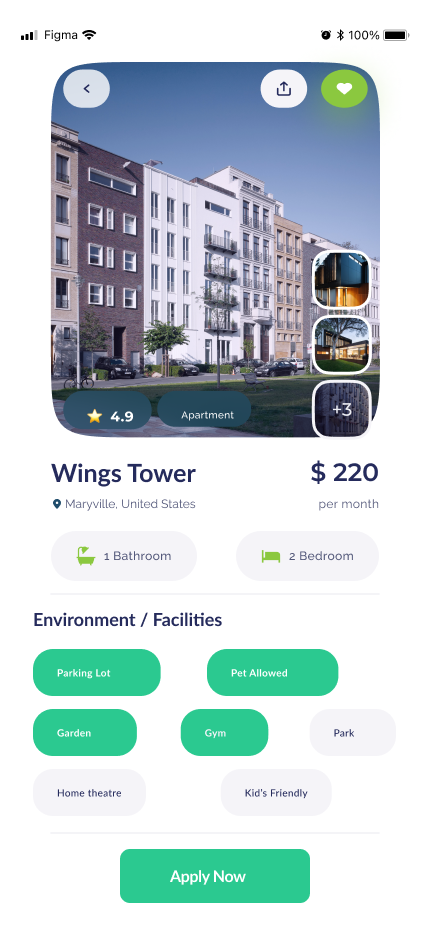 Figma 100%
4.9 Apartment
+3
Wings Tower $ 220
Maryville, United States per month
1 Bathroom 2 Bedroom
Environment / Facilities
Parking Lot Pet Allowed
Garden Gym Park
Home theatre Kid's Friendly
Apply Now